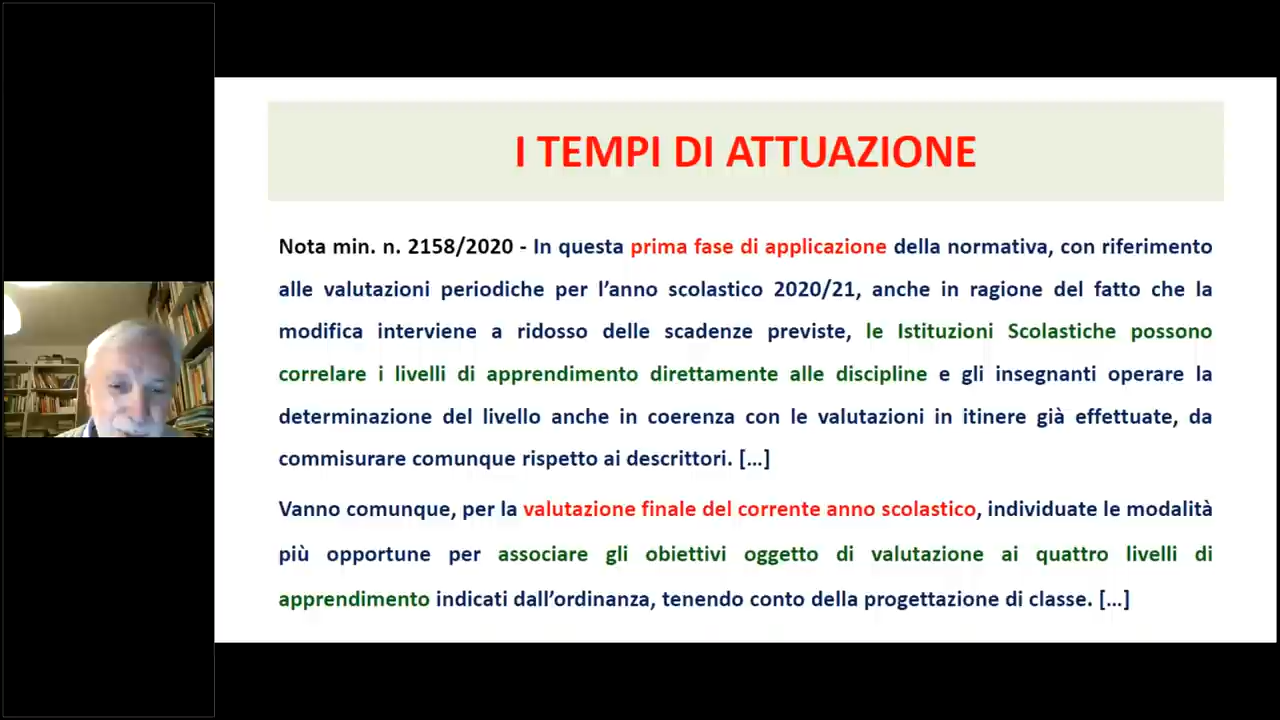 I TEMPI DI ATTUAZIONE
Nota min. n. 2158/2020 - In questa prima fase di applicazione della normativa, con riferimento
alle valutazioni periodiche per l’anno scolastico 2020/21, anche in ragione del fatto che la
modifica interviene a ridosso delle scadenze previste, le Istituzioni Scolastiche possono
correlare i livelli di apprendimento direttamente alle discipline e gli insegnanti operare la
determinazione del livello anche in coerenza con le valutazioni in itinere già effettuate, da
commisurare comunque rispetto ai descrittori. [...]
Vanno comunque, per la valutazione finale del corrente anno scolastico, individuate le modalità
più opportune per associare gli obiettivi oggetto di valutazione ai quattro livelli di
apprendimento indicati dall’ordinanza, tenendo conto della progettazione di classe. [...]